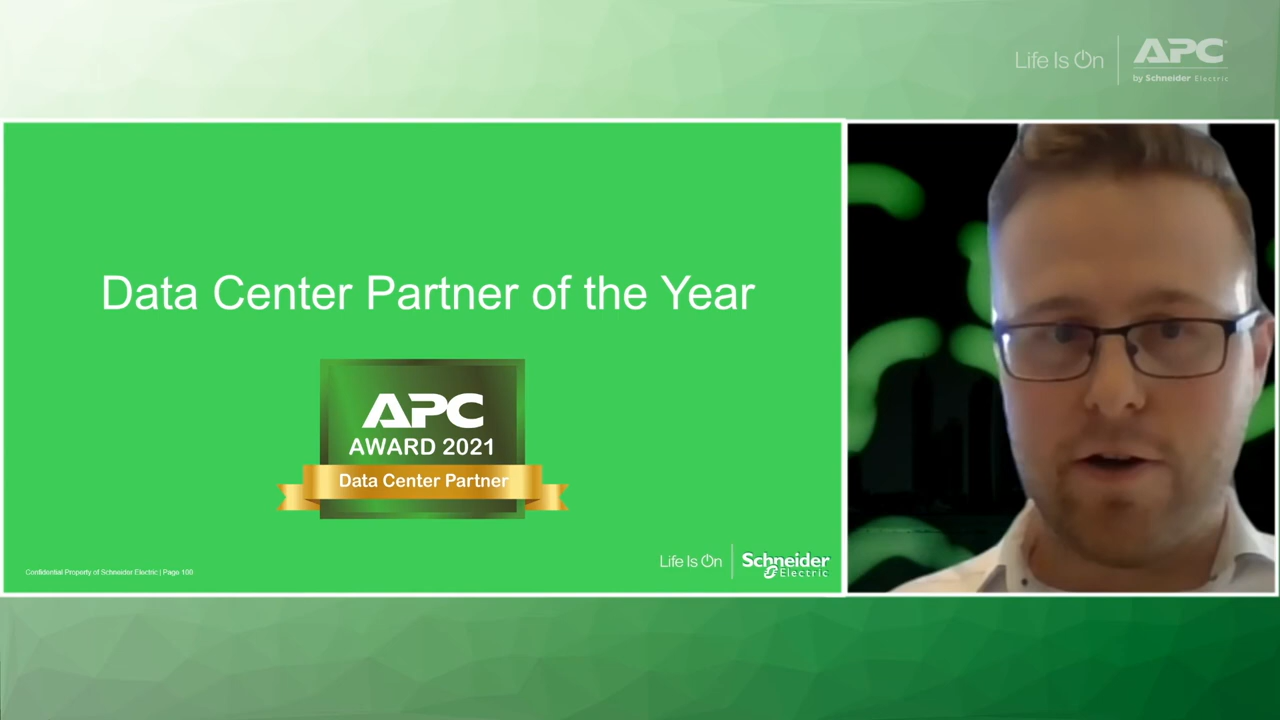 Life Is On
APC
by Schneider Electric
Data Center Partner of the Year
APC
AWARD 2021
Data Center Partner
Confidential Property of Schneider Electric | Page 100
Life Is On
Schneider
Electric